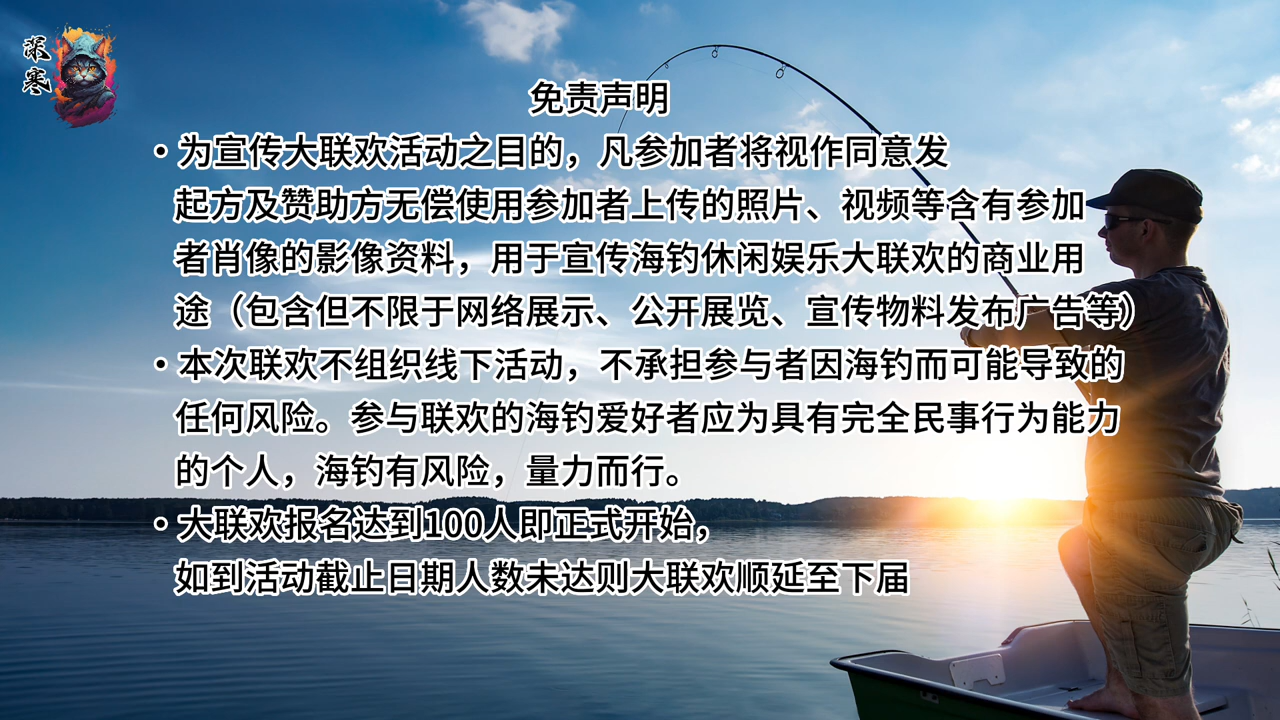 深寒
免责声明
·为宣传大联欢活动之目的，凡参加者将视作同意发
起方及赞助方无偿使用参加者上传的照片、视频等含有参加
者肖像的影像资料，用于宣传海钓休闲娱乐大联欢的商业用
途（包含但不限于网络展示、公开展览、宣传物料发布广告等）
·本次联欢不组织线下活动，不承担参与者因海钓而可能导致的
任何风险。参与联欢的海钓爱好者应为具有完全民事行为能力
的个人，海钓有风险，量力而行。
·大联欢报名达到100人即正式开始，
如到活动截止日期人数未达则大联欢顺延至下届